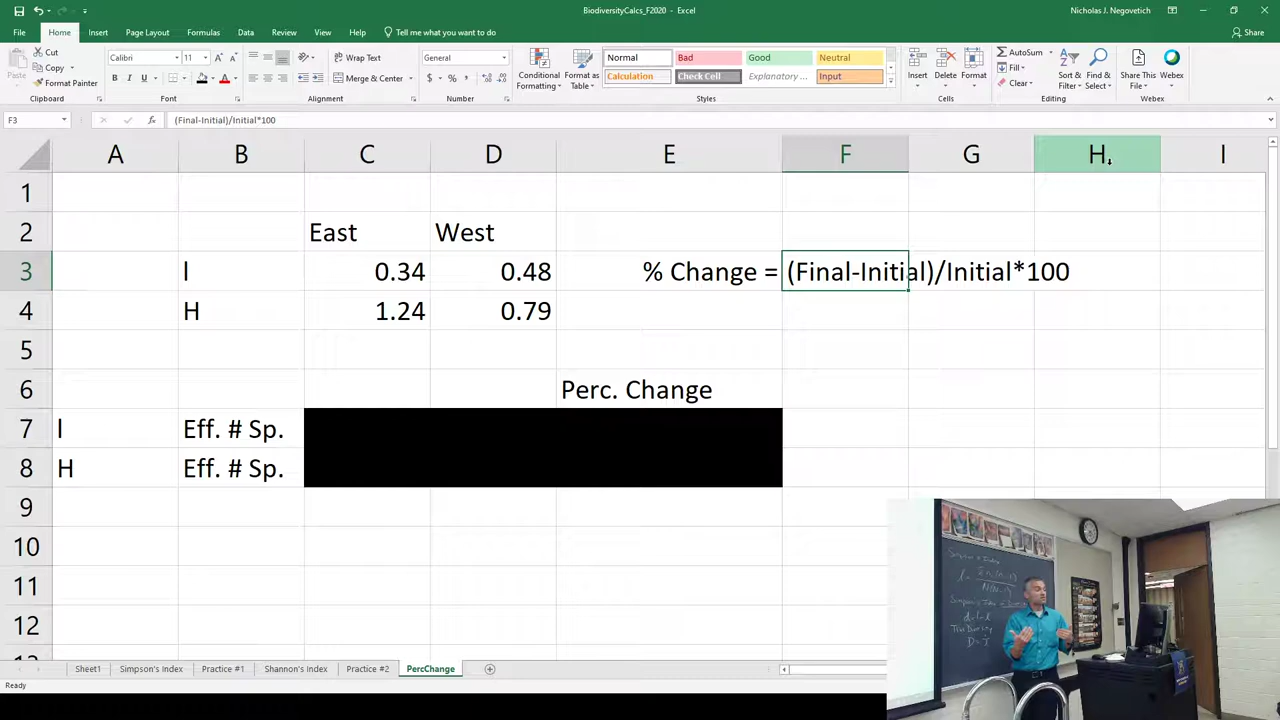 BiodiversityCalcs_F2020 - Excel
Nicholas J. Negovetich
File Home Insert Page Layout Formulas Data Review View Help Tell me what you want to do
Share
Paste
Cut
Copy
Format Painter
Clipboard
Calibri 11
B I U
Font
Wrap Text
Merge & Center
Alignment
General
$ % ,
Number
Conditional Formatting
Format as Table
Normal Bad Good Neutral
Calculation Check Cell Explanatory ... Input
Styles
Insert Delete Format
Cells
AutoSum
Fill
Clear
Sort & Filter
Find & Select
Editing
Share This File
Webex
Webex
F3
fx (Final-Initial)/Initial*100
A B C D E F G H I
1
2 East West
3 l 0.34 0.48 % Change = (Final-Initial)/Initial*100
4 H 1.24 0.79
5
6 Perc. Change
7 l Eff. # Sp.
8 H Eff. # Sp.
9
10
11
12
Sheet1 Simpson's Index Practice #1 Shannon's Index Practice #2 PercChange
Ready